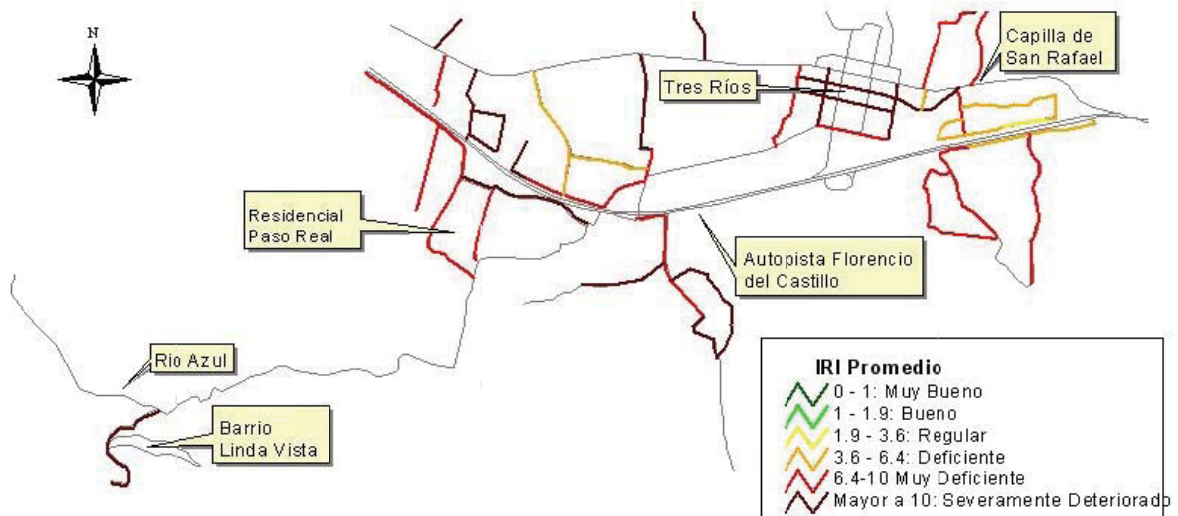 N
Capilla de
San Rafael
Tres Ríos
Residencial
Paso Real
Autopista Florencio
del Castillo
Rio Azul
Barrio
Linda Vista
IRI Promedio
0 - 1: Muy Bueno
1 - 1.9: Bueno
1.9 - 3.6: Regular
3.6 - 6.4: Deficiente
6.4-10 Muy Deficiente
Mayor a 10: Severamente Deteriorado